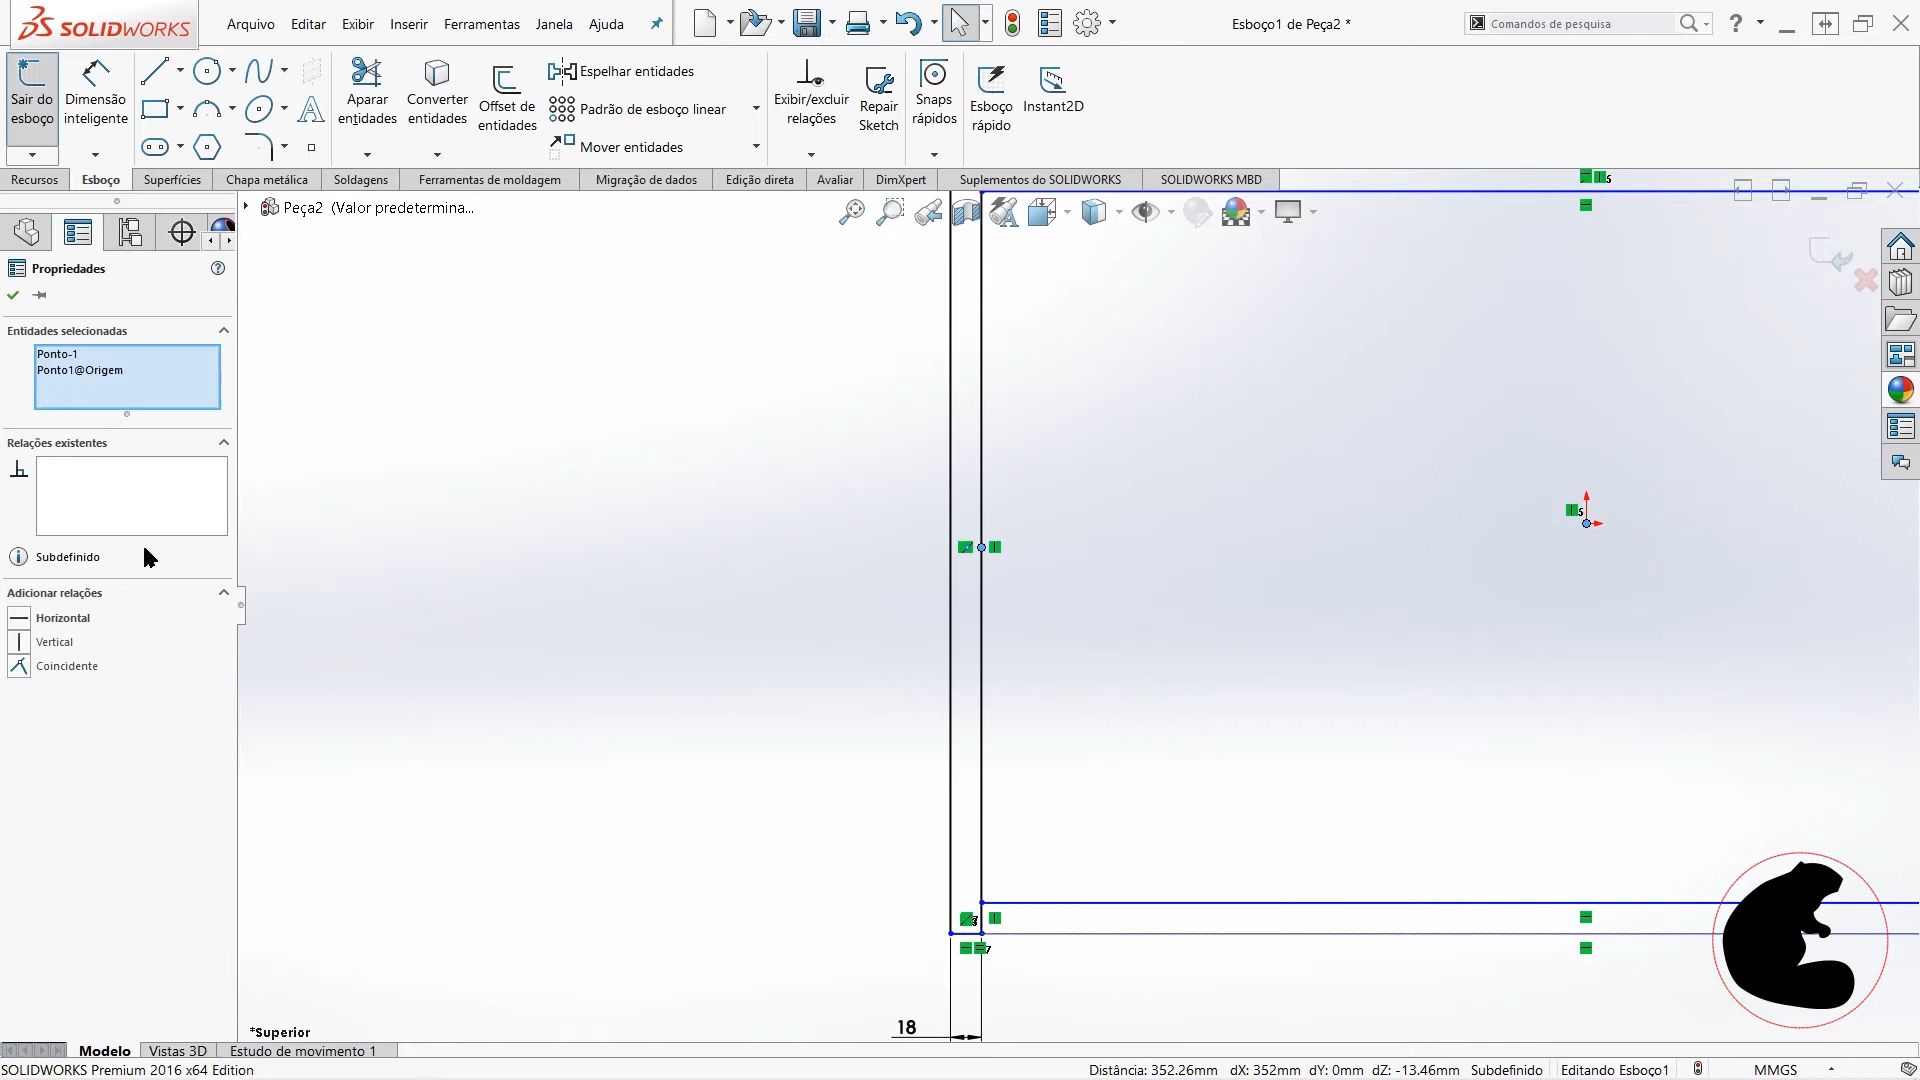 SOLIDWORKS
Arquivo
Editar
Exibir
Inserir
Ferramentas
Janela
Ajuda
Esboço1 de Peça2 *
Comandos de pesquisa
?
Sair do
esboço
Dimensão
inteligente
Aparar
entidades
Converter
entidades
Offset de
entidades
Espelhar entidades
Padrão de esboço linear
Mover entidades
Exibir/excluir
relações
Repair
Sketch
Snaps
rápidos
Esboço
rápido
Instant2D
Recursos
Esboço
Superfícies
Chapa metálica
Soldagens
Ferramentas de moldagem
Migração de dados
Edição direta
Avaliar
DimXpert
Suplementos do SOLIDWORKS
SOLIDWORKS MBD
Peça2 (Valor predetermina...
Propriedades
?
Entidades selecionadas
Ponto-1
Ponto1@Origem
Relações existentes
Subdefinido
Adicionar relações
Horizontal
Vertical
Coincidente
5
5
7
18
*Superior
Modelo
Vistas 3D
Estudo de movimento 1
SOLIDWORKS Premium 2016 x64 Edition
Distância: 352.26mm dX: 352mm dY: 0mm dZ: -13.46mm
Subdefinido
Editando Esboço1
MMGS